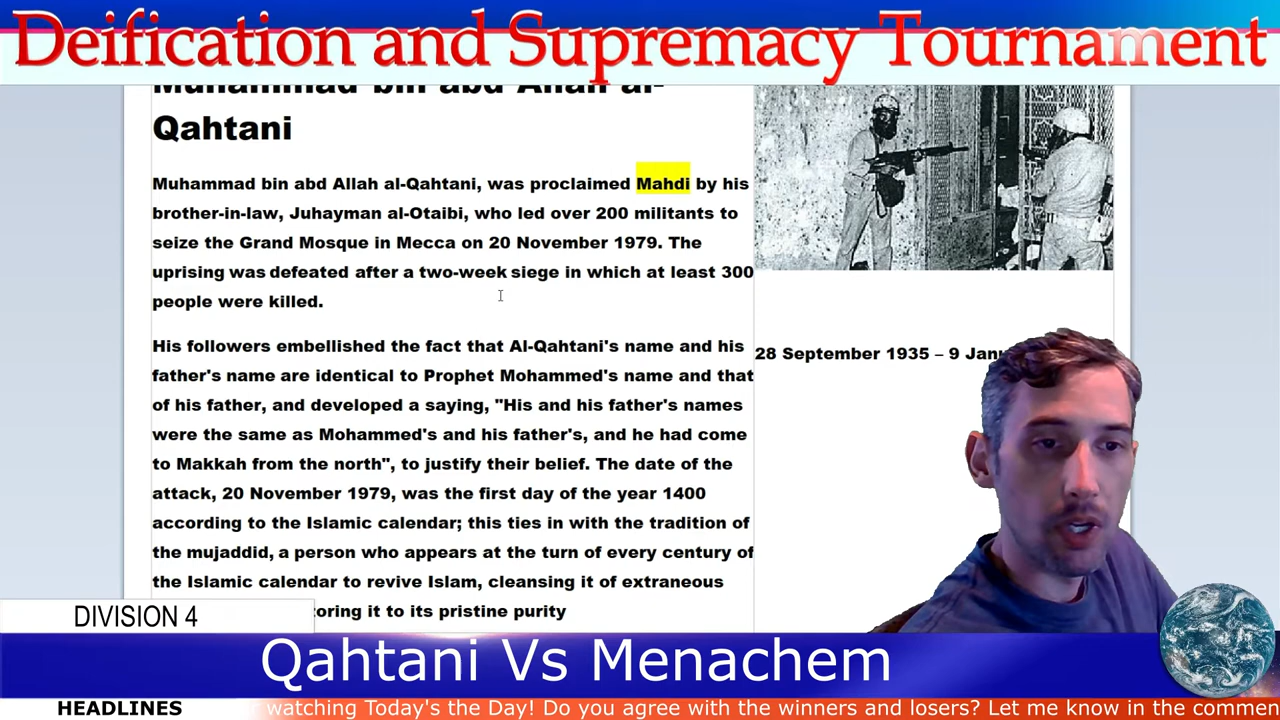 Deification and Supremacy Tournament
Muhammad bin abd Allah al-
Qahtani
Muhammad bin abd Allah al-Qahtani, was proclaimed Mahdi by his
brother-in-law, Juhayman al-Otaibi, who led over 200 militants to
seize the Grand Mosque in Mecca on 20 November 1979. The
uprising was defeated after a two-week siege in which at least 300
people were killed.
His followers embellished the fact that Al-Qahtani's name and his
father's name are identical to Prophet Mohammed's name and that
of his father, and developed a saying, "His and his father's names
were the same as Mohammed's and his father's, and he had come
to Makkah from the north", to justify their belief. The date of the
attack, 20 November 1979, was the first day of the year 1400
according to the Islamic calendar; this ties in with the tradition of
the mujaddid, a person who appears at the turn of every century of
the Islamic calendar to revive Islam, cleansing it of extraneous
it to its pristine purity
28 September 1935 – 9
DIVISION 4
Qahtani Vs Menachem
HEADLINES
watching Today's the Day! Do you agree with the winners and losers? Let me know in the